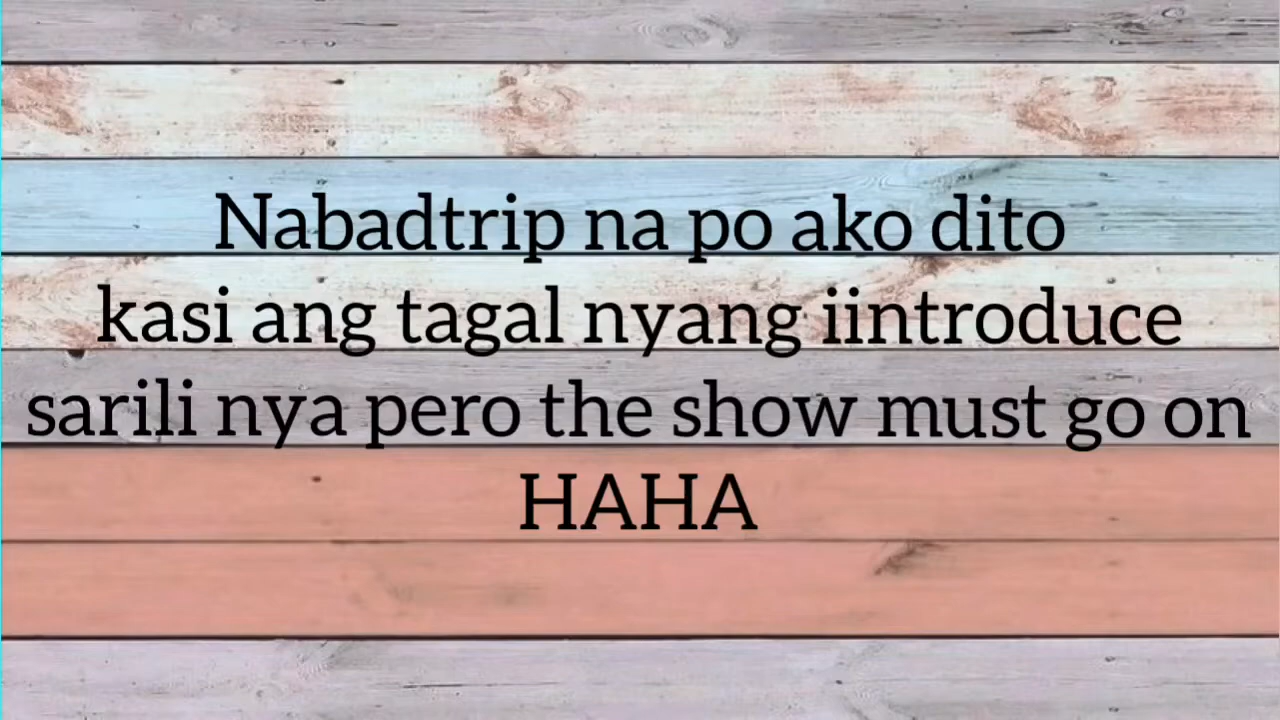 Nabadtrip na po ako dito
kasi ang tagal nyang iintroduce
sarili nya pero the show must go on
HAHA